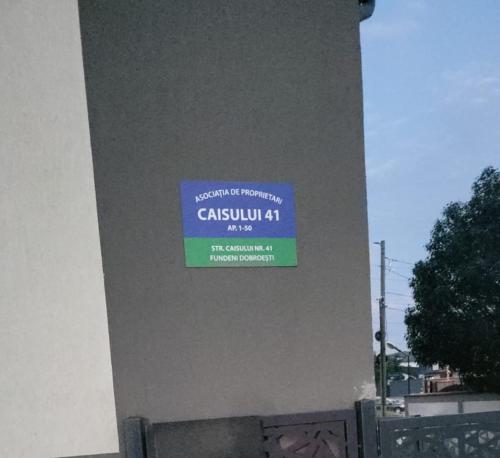 ASOCIAȚIA DE PROPRIETARI
CAISULUI 41
AP. 1-50
STR. CAISULUI NR. 41
FUNDENI DOBROEȘTI